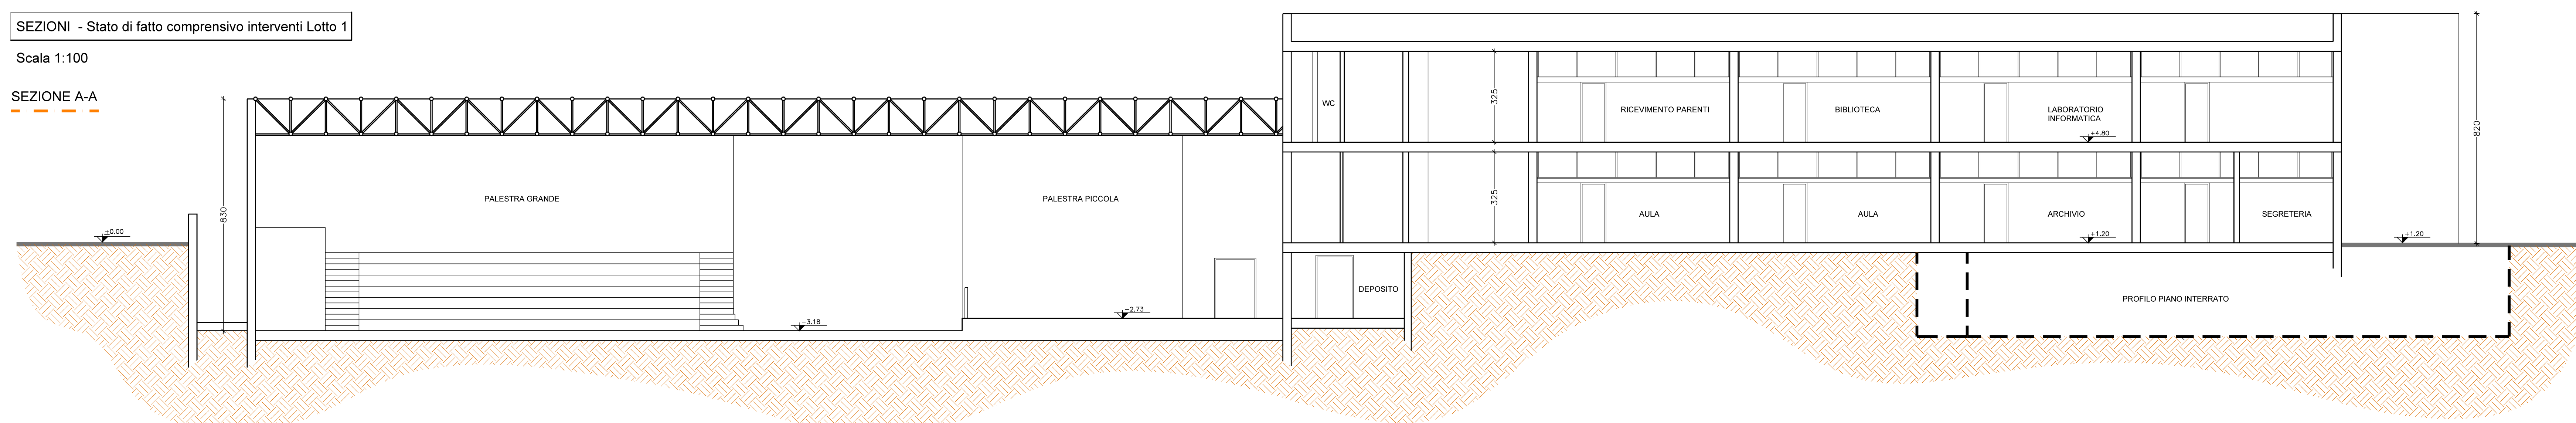 SEZIONI - Stato di fatto comprensivo interventi Lotto 1
Scala 1:100
SEZIONE A-A
WC
RICEVIMENTO PARENTI
BIBLIOTECA
LABORATORIO
INFORMATICA
325
+4.80
820
830
PALESTRA GRANDE
PALESTRA PICCOLA
325
AULA
AULA
ARCHIVIO
SEGRETERIA
±0.00
+1.20
+1.20
DEPOSITO
PROFILO PIANO INTERRATO
-3.18
-2.73